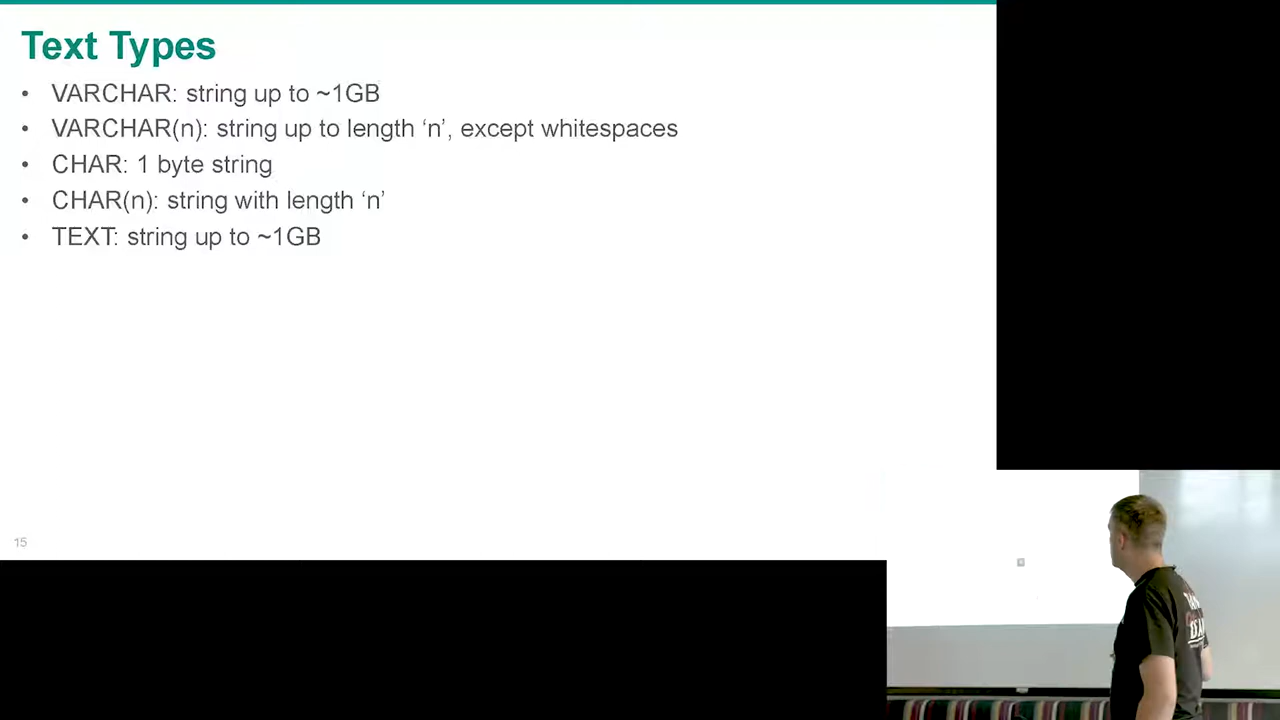 Text Types
• VARCHAR: string up to ~1GB
• VARCHAR(n): string up to length ‘n’, except whitespaces
• CHAR: 1 byte string
• CHAR(n): string with length ‘n’
• TEXT: string up to ~1GB
15